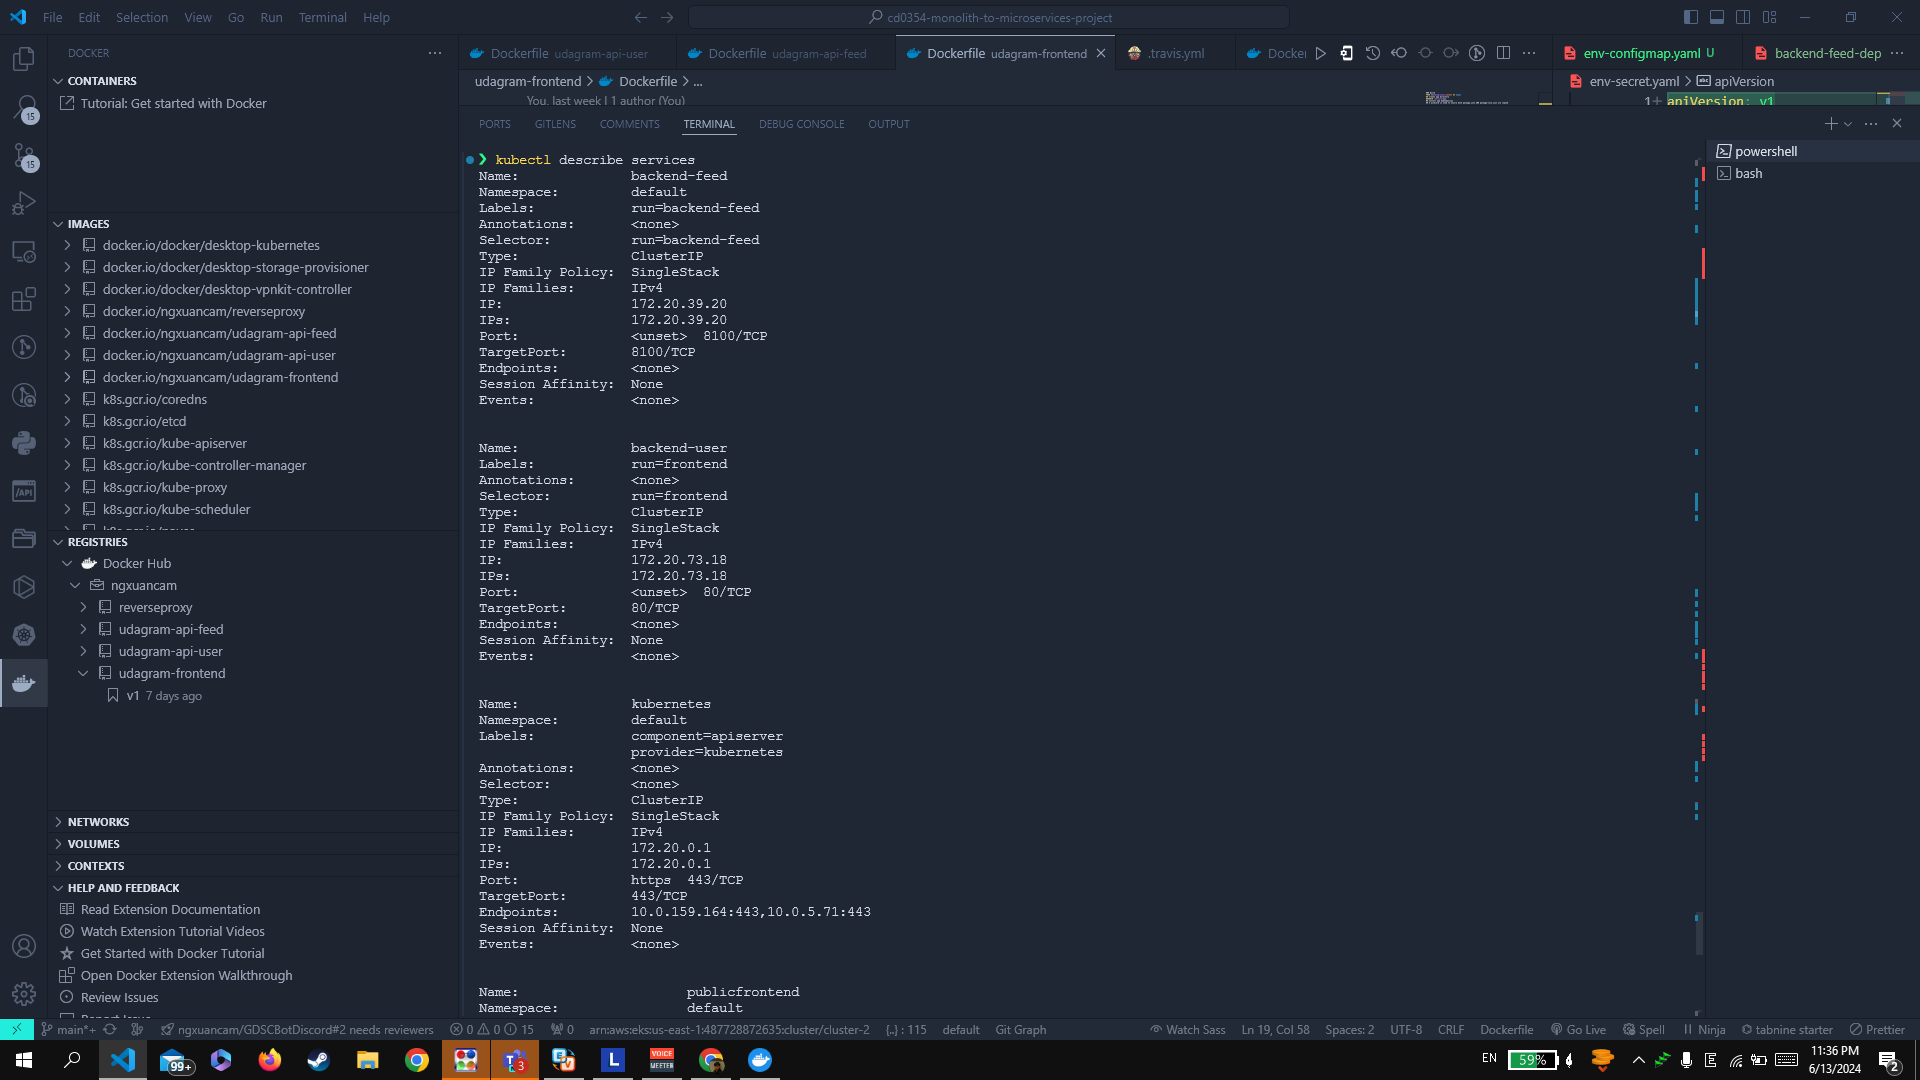 File Edit Selection View Go Run Terminal Help
cd0354-monolith-to-microservices-project
DOCKER
CONTAINERS
Tutorial: Get started with Docker
IMAGES
docker.io/docker/desktop-kubernetes
docker.io/docker/desktop-storage-provisioner
docker.io/docker/desktop-vpnkit-controller
docker.io/ngxuancam/reverseproxy
docker.io/ngxuancam/udagram-api-feed
docker.io/ngxuancam/udagram-api-user
docker.io/ngxuancam/udagram-frontend
k8s.gcr.io/coredns
k8s.gcr.io/etcd
k8s.gcr.io/kube-apiserver
k8s.gcr.io/kube-controller-manager
k8s.gcr.io/kube-proxy
k8s.gcr.io/kube-scheduler
REGISTRIES
Docker Hub
ngxuancam
reverseproxy
udagram-api-feed
udagram-api-user
udagram-frontend
v1 7 days ago
NETWORKS
VOLUMES
CONTEXTS
HELP AND FEEDBACK
Read Extension Documentation
Watch Extension Tutorial Videos
Get Started with Docker Tutorial
Open Docker Extension Walkthrough
Review Issues
15
15
/API
Dockerfile udagram-api-user
Dockerfile udagram-api-feed
Dockerfile udagram-frontend
.travis.yml
Docker
env-configmap.yaml U
backend-feed-dep
udagram-frontend > Dockerfile > ...
You, last week | 1 author (You)
env-secret.yaml > apiVersion
1+ apiVersion: v1
PORTS GITLENS COMMENTS TERMINAL DEBUG CONSOLE OUTPUT
powershell
bash
❯ kubectl describe services
Name: backend-feed
Namespace: default
Labels: run=backend-feed
Annotations: <none>
Selector: run=backend-feed
Type: ClusterIP
IP Family Policy: SingleStack
IP Families: IPv4
IP: 172.20.39.20
IPs: 172.20.39.20
Port: <unset> 8100/TCP
TargetPort: 8100/TCP
Endpoints: <none>
Session Affinity: None
Events: <none>
Name: backend-user
Labels: run=frontend
Annotations: <none>
Selector: run=frontend
Type: ClusterIP
IP Family Policy: SingleStack
IP Families: IPv4
IP: 172.20.73.18
IPs: 172.20.73.18
Port: <unset> 80/TCP
TargetPort: 80/TCP
Endpoints: <none>
Session Affinity: None
Events: <none>
Name: kubernetes
Namespace: default
Labels: component=apiserver
provider=kubernetes
Annotations: <none>
Selector: <none>
Type: ClusterIP
IP Family Policy: SingleStack
IP Families: IPv4
IP: 172.20.0.1
IPs: 172.20.0.1
Port: https 443/TCP
TargetPort: 443/TCP
Endpoints: 10.0.159.164:443,10.0.5.71:443
Session Affinity: None
Events: <none>
Name: publicfrontend
Namespace: default
main*+ ngxuancam/GDSCBotDiscord#2 needs reviewers 0 0 15 0 arn:aws:eks:us-east-1:487728872635:cluster/cluster-2 {..} : 115 default Git Graph Watch Sass Ln 19, Col 58 Spaces: 2 UTF-8 CRLF Dockerfile Go Live Spell Ninja tabnine starter Prettier
99+
3
L
VOICE MEETER
EN
59%
11:36 PM
6/13/2024
2